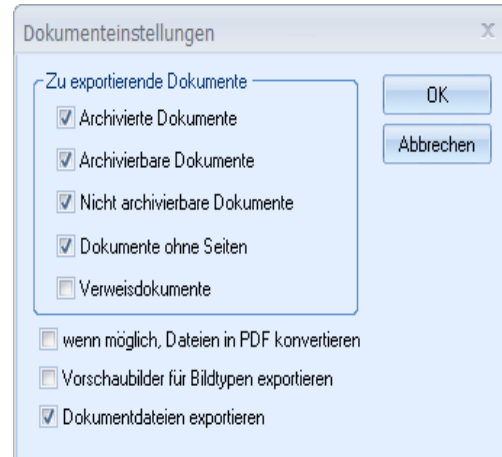 Dokumenteinstellungen
Zu exportierende Dokumente
OK
Archivierte Dokumente
Abbrechen
Archivierbare Dokumente
Nicht archivierbare Dokumente
Dokumente ohne Seiten
Verweisdokumente
wenn möglich, Dateien in PDF konvertieren
Vorschaubilder für Bildtypen exportieren
Dokumentdateien exportieren